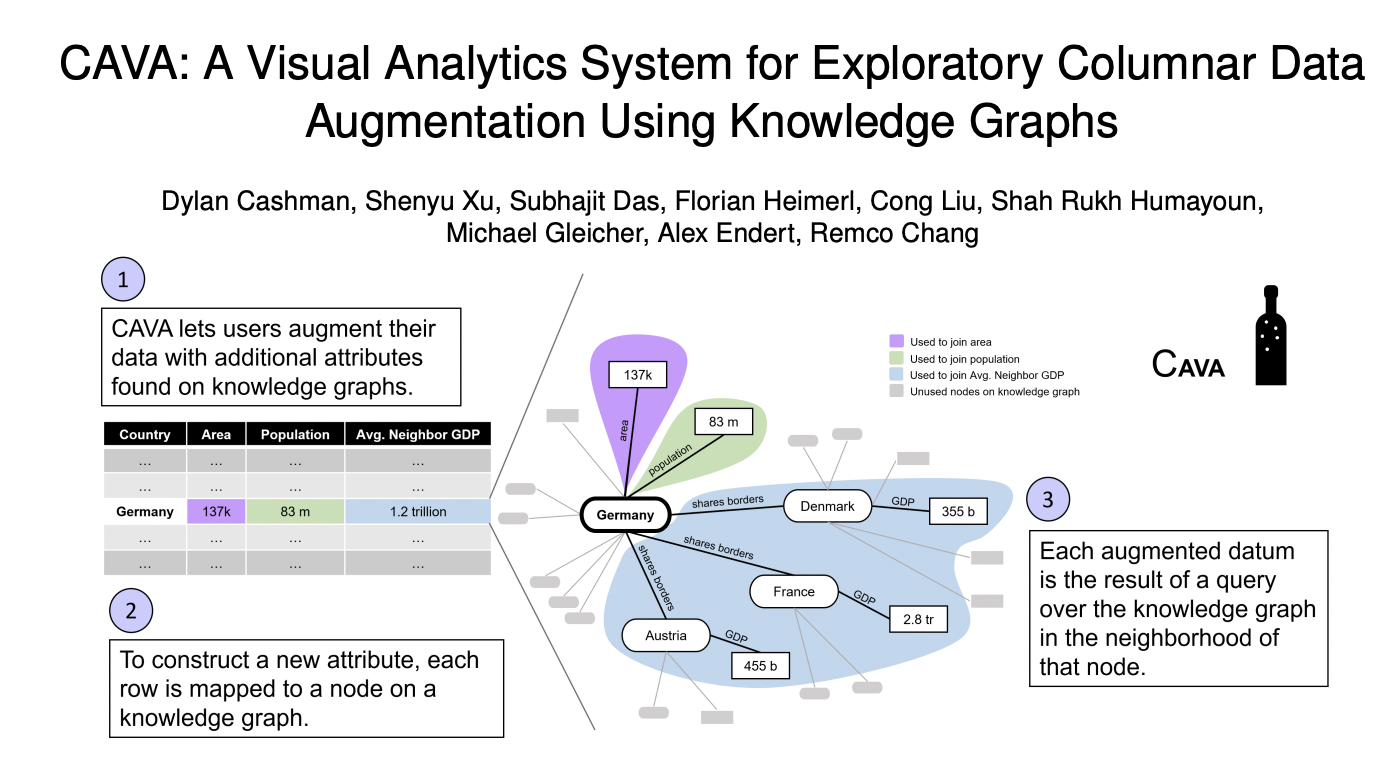 CAVA: A Visual Analytics System for Exploratory Columnar Data
Augmentation Using Knowledge Graphs
Dylan Cashman, Shenyu Xu, Subhajit Das, Florian Heimerl, Cong Liu, Shah Rukh Humayoun,
Michael Gleicher, Alex Endert, Remco Chang
1
CAVA lets users augment their
data with additional attributes
found on knowledge graphs.
Country Area Population Avg. Neighbor GDP
... ... ... ...
... ... ... ...
Germany 137k 83 m 1.2 trillion
... ... ... ...
... ... ... ...
2
To construct a new attribute, each
row is mapped to a node on a
knowledge graph.
137k
area
83 m
population
Germany
shares borders
Denmark
GDP
355 b
shares borders
France
GDP
2.8 tr
shares borders
Austria
GDP
455 b
Used to join area
Used to join population
Used to join Avg. Neighbor GDP
Unused nodes on knowledge graph
CAVA
3
Each augmented datum
is the result of a query
over the knowledge graph
in the neighborhood of
that node.